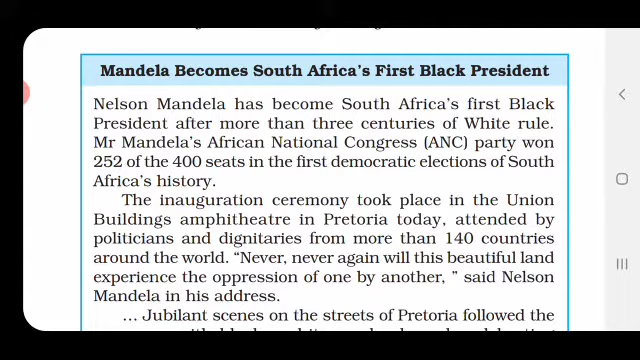 Mandela Becomes South Africa's First Black President
Nelson Mandela has become South Africa's first Black
President after more than three centuries of White rule.
Mr Mandela's African National Congress (ANC) party won
252 of the 400 seats in the first democratic elections of South
Africa's history.
The inauguration ceremony took place in the Union
Buildings amphitheatre in Pretoria today, attended by
politicians and dignitaries from more than 140 countries
around the world. “Never, never again will this beautiful land
experience the oppression of one by another, ” said Nelson
Mandela in his address.
... Jubilant scenes on the streets of Pretoria followed the